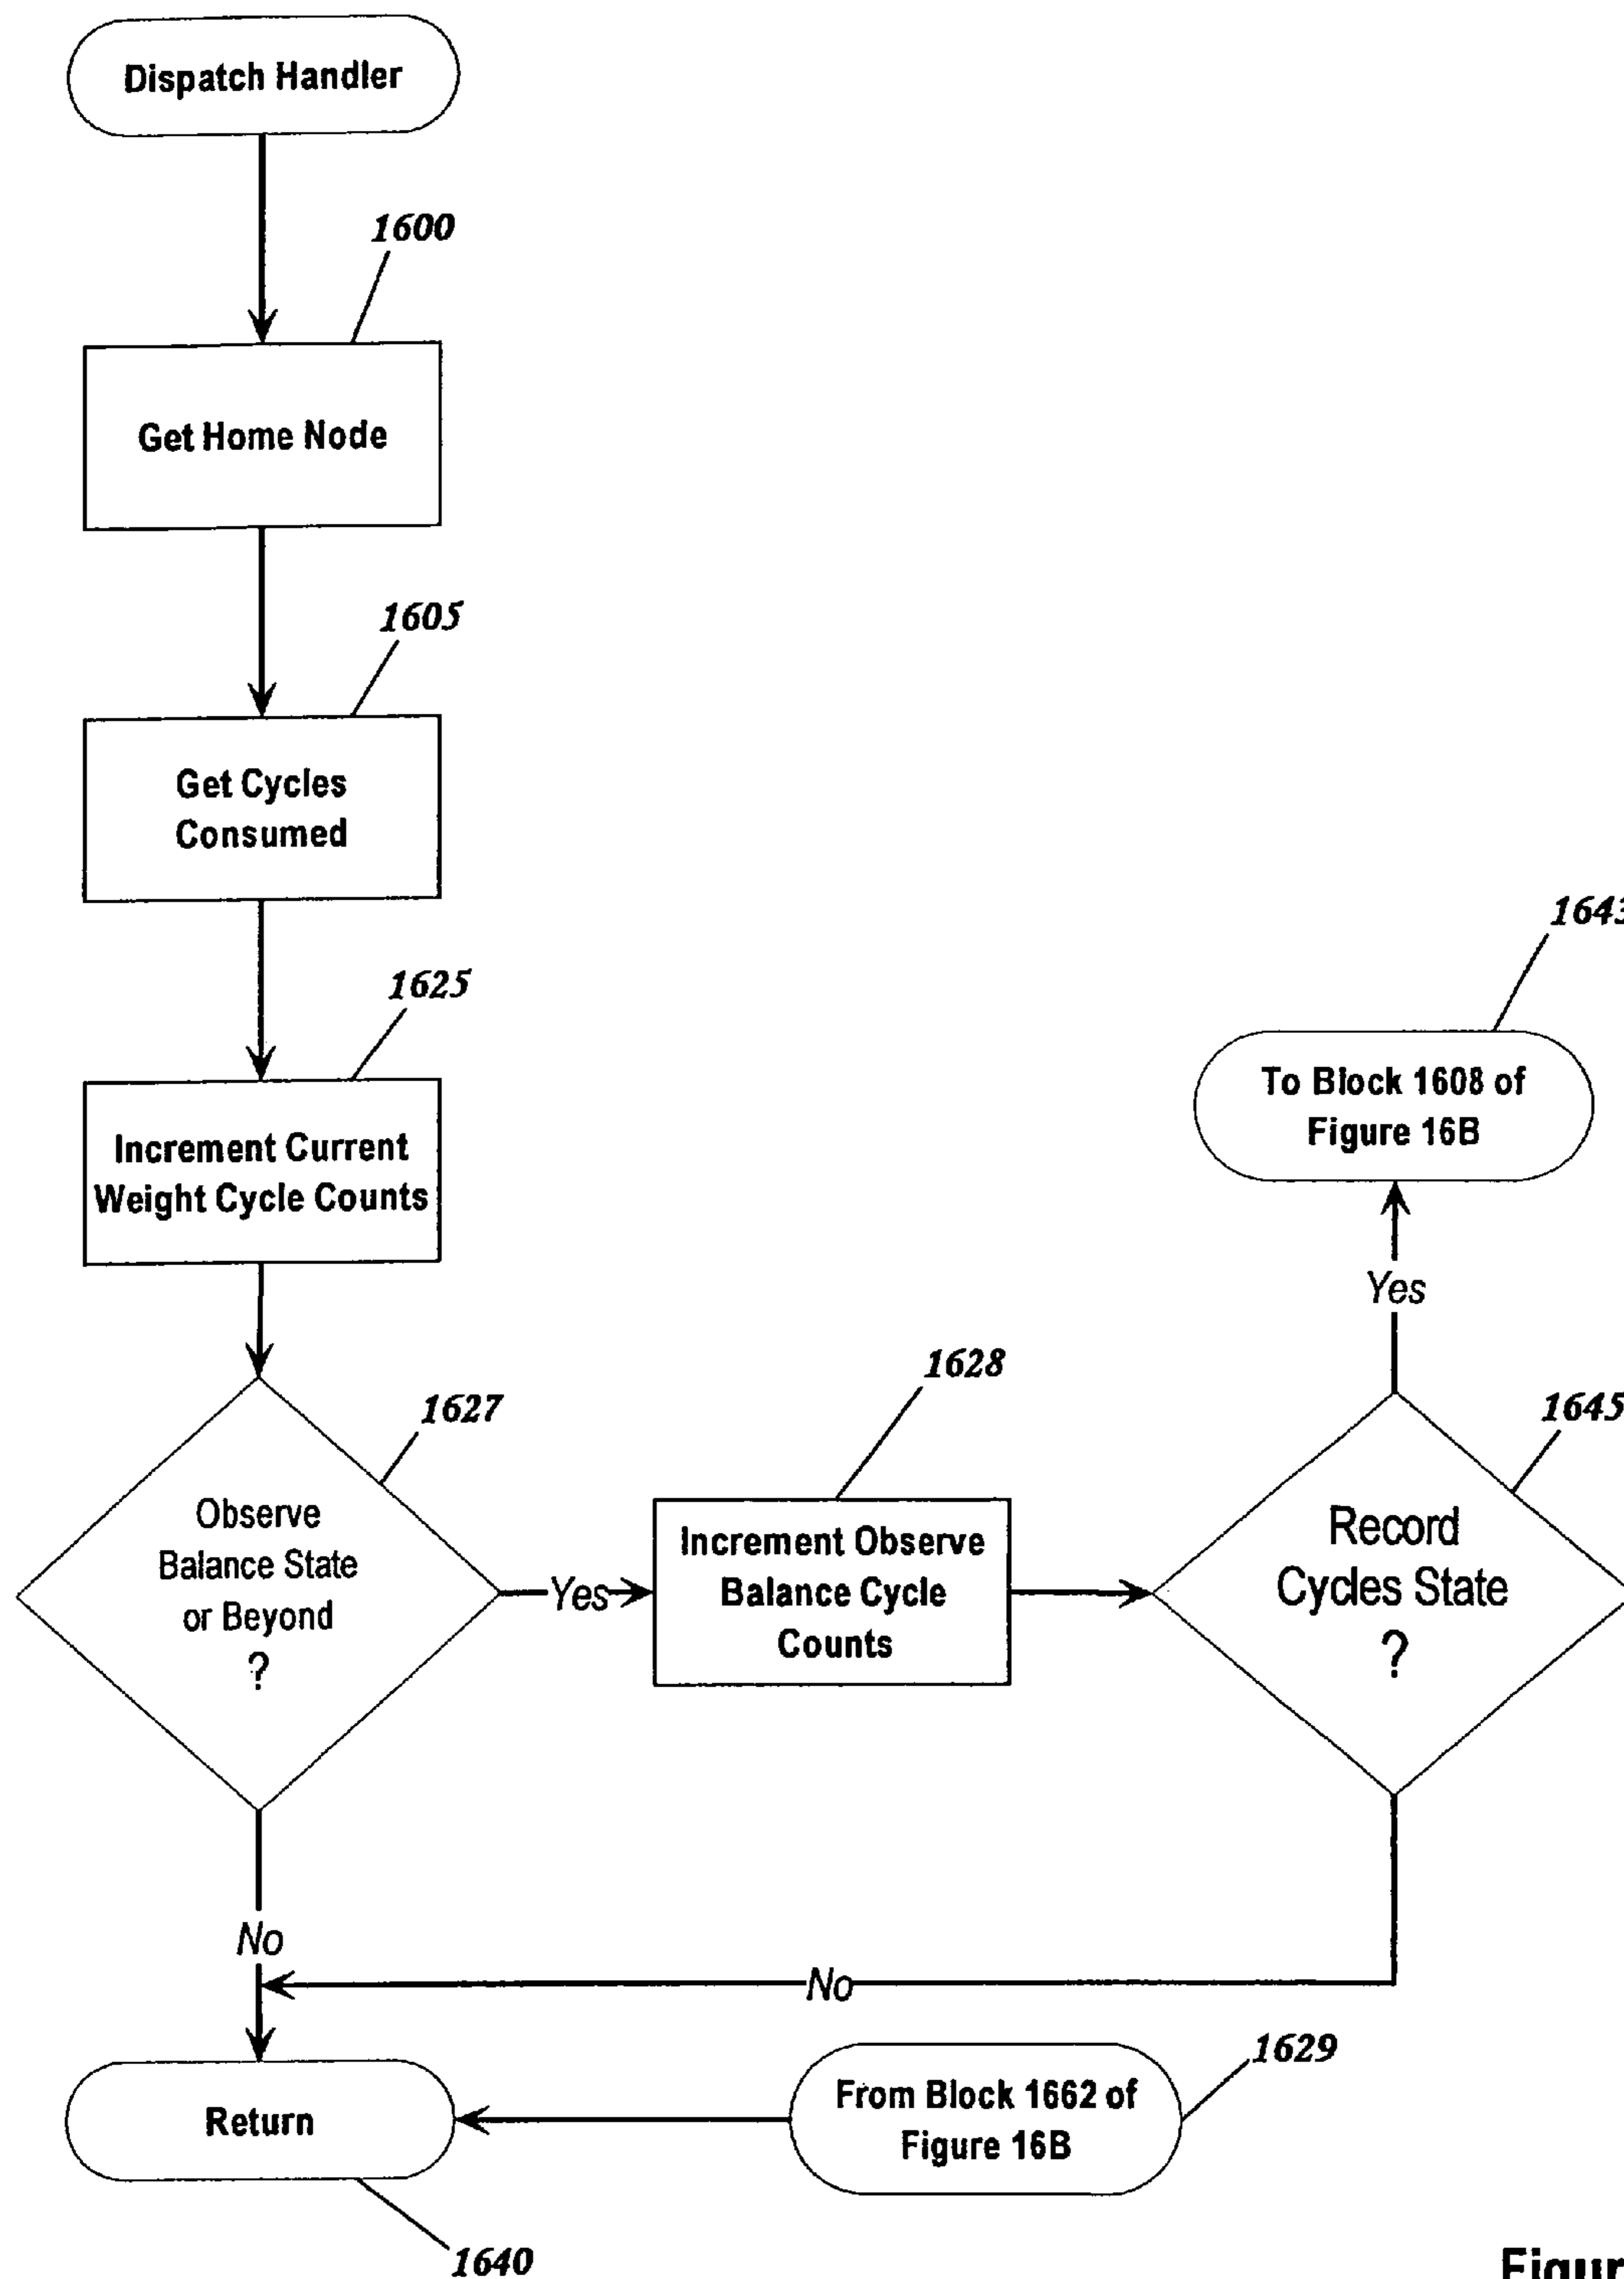 Dispatch Handler
1600
Get Home Node
1605
Get Cycles
Consumed
1625
Increment Current
Weight Cycle Counts
1643
To Block 1608 of
Figure 16B
Yes
1627
Observe
Balance State
or Beyond
?
Yes
1628
Increment Observe
Balance Cycle
Counts
1645
Record
Cycles State
?
No
No
1629
From Block 1662 of
Figure 16B
Return
1640